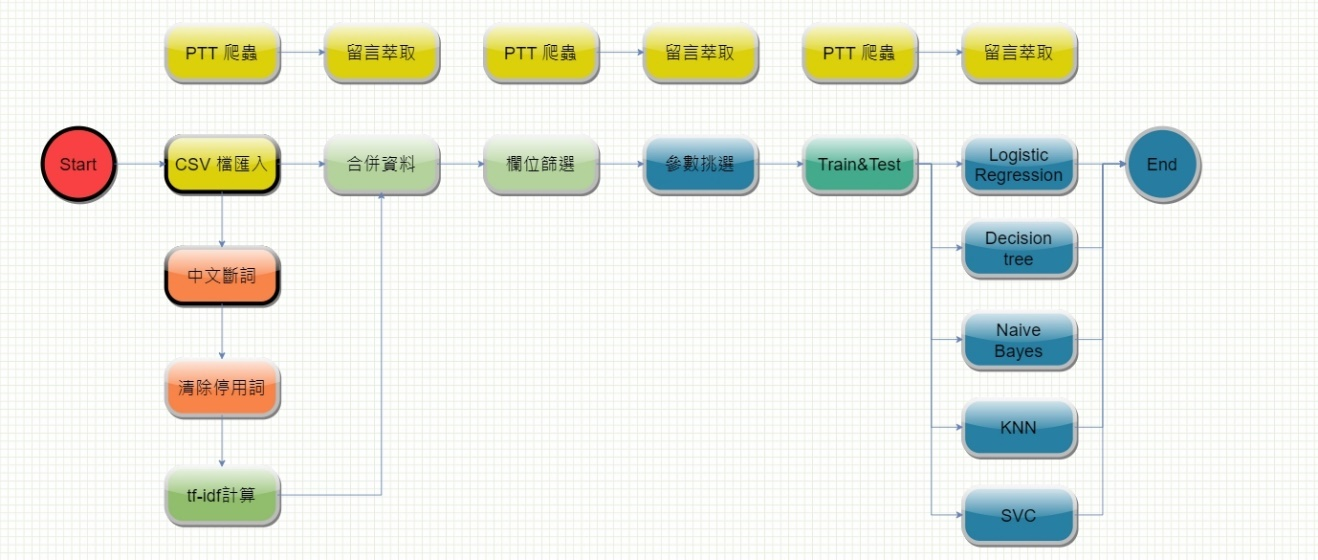 PTT 爬蟲
留言萃取
PTT 爬蟲
留言萃取
PTT 爬蟲
留言萃取
Start
CSV 檔匯入
合併資料
欄位篩選
參數挑選
Train&Test
Logistic
Regression
End
Decision
tree
中文斷詞
Naive
Bayes
清除停用詞
KNN
tf-idf計算
SVC